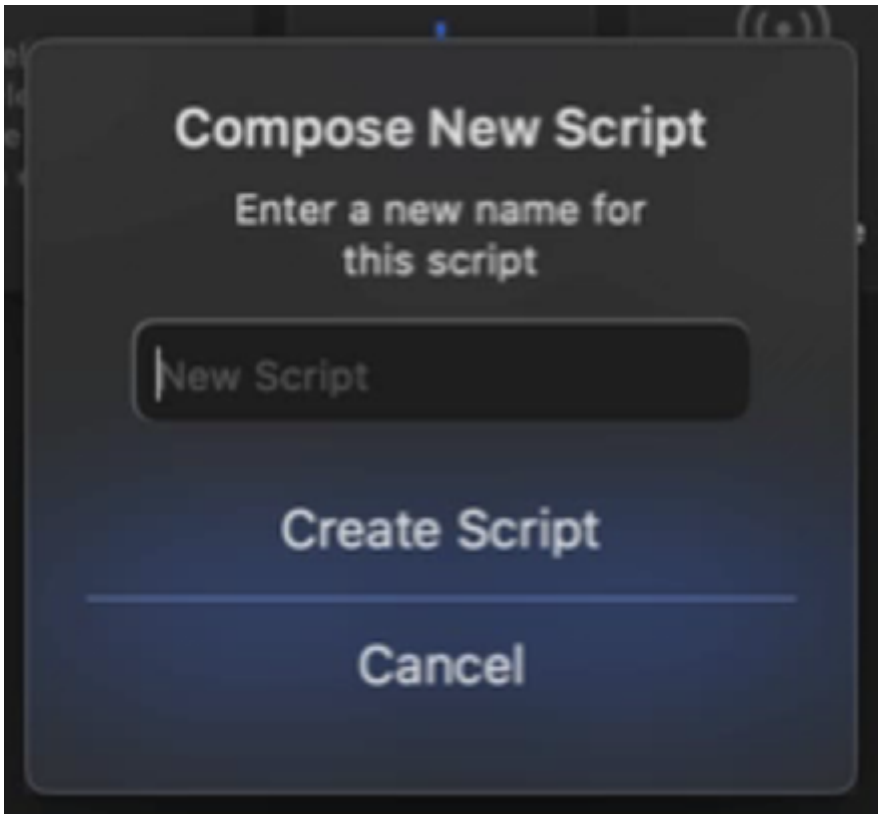 Compose New Script
Enter a new name for
this script
New Script
Create Script
Cancel